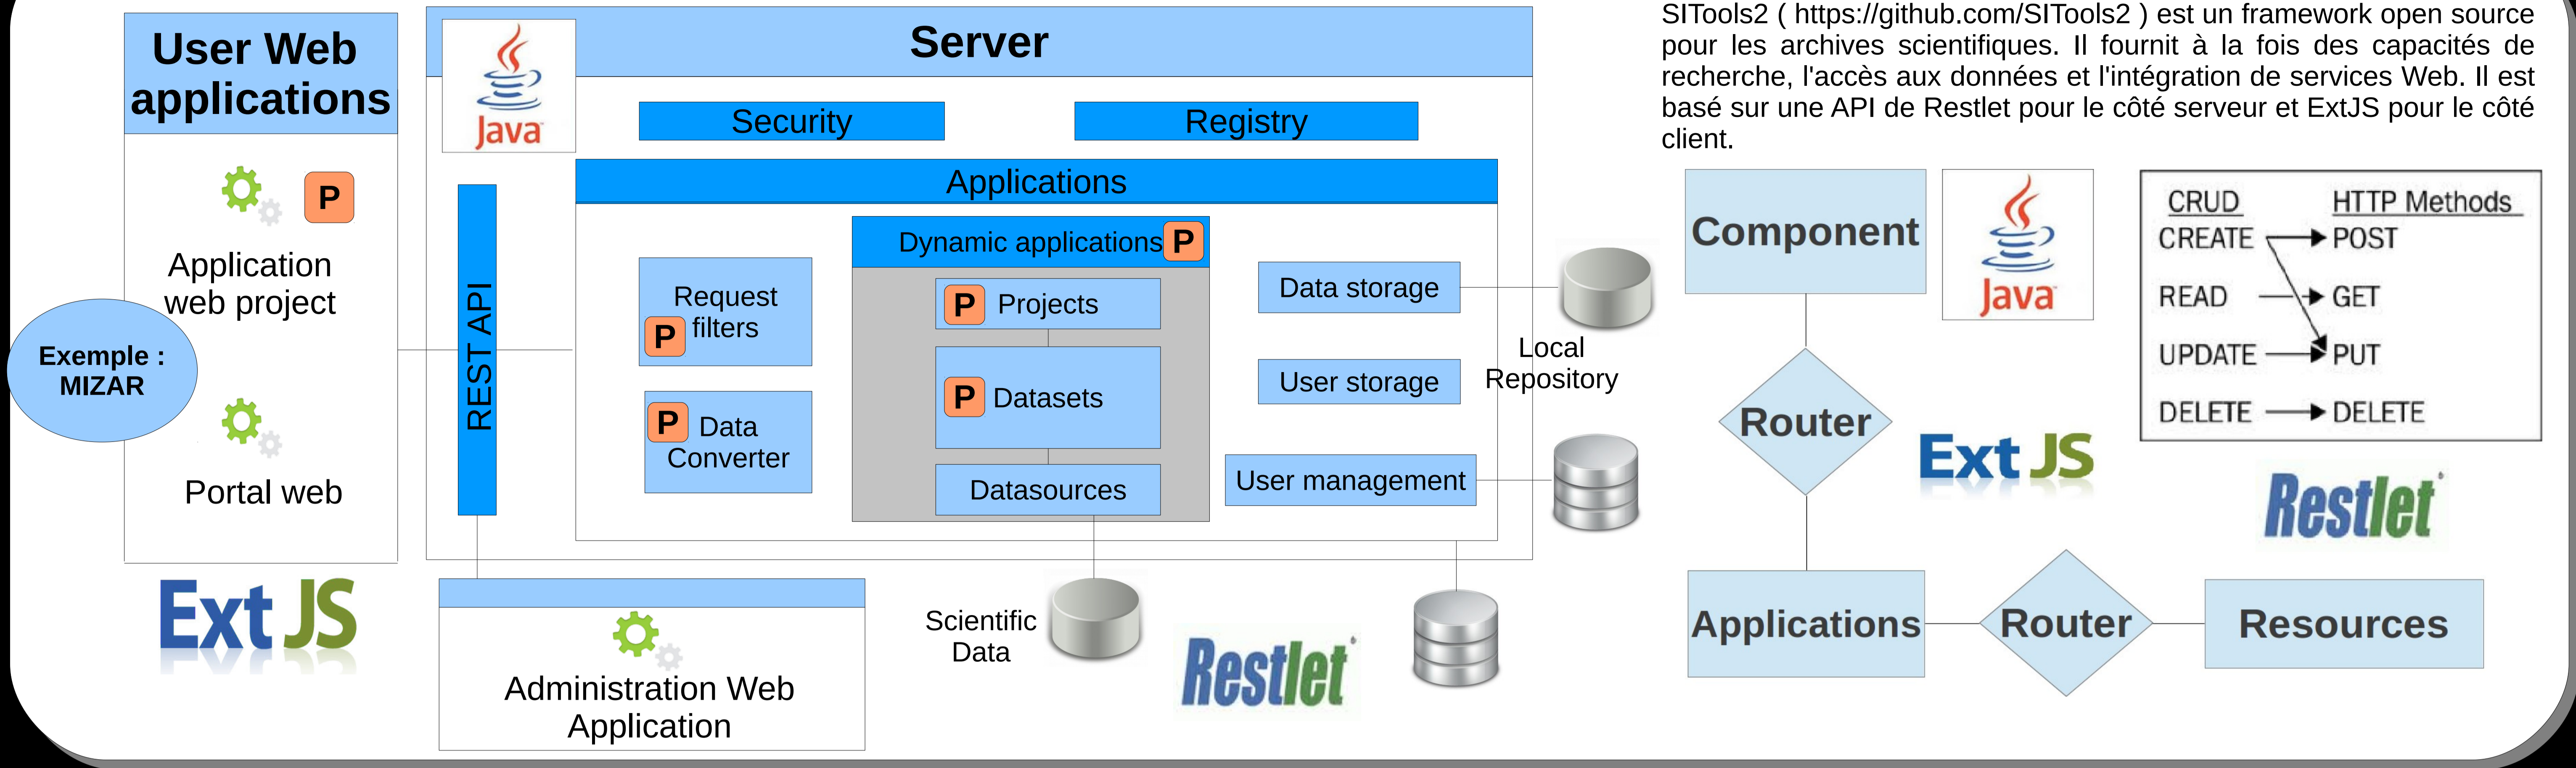 User Web
applications
P
Application
web project
Exemple :
MIZAR
Portal web
Ext JS
Server
Java
Security
Registry
REST API
Applications
Request
filters
P
P
Data
Converter
Dynamic applications
P
P
Projects
P
Datasets
Datasources
Data storage
User storage
User management
Local
Repository
Administration Web
Application
Scientific
Data
Restlet
SITools2 ( https://github.com/SITools2 ) est un framework open source
pour les archives scientifiques. Il fournit à la fois des capacités de
recherche, l'accès aux données et l'intégration de services Web. Il est
basé sur une API de Restlet pour le côté serveur et ExtJS pour le côté
client.
Component
Java
CRUD HTTP Methods
CREATE POST
READ GET
UPDATE PUT
DELETE DELETE
Router
Ext JS
Restlet
Applications
Router
Resources